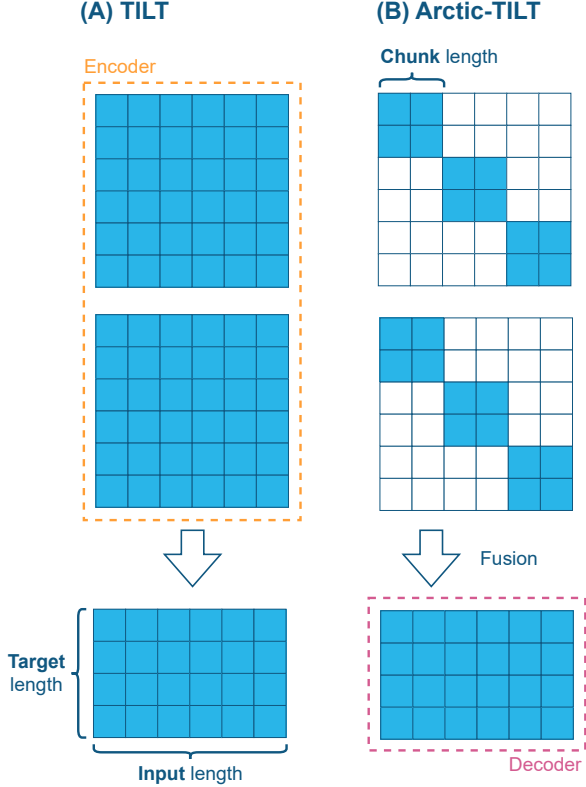 (A) TILT
(B) Arctic-TILT
Encoder
Chunk length
Fusion
Target
length
Input length
Decoder